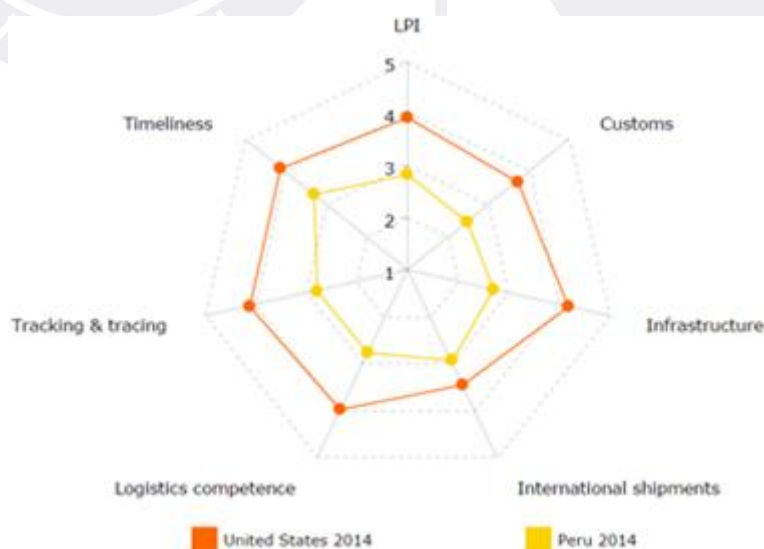 LPI
5
Timeliness
Customs
4
3
2
1
Tracking & tracing
Infrastructure
Logistics competence
International shipments
United States 2014
Peru 2014